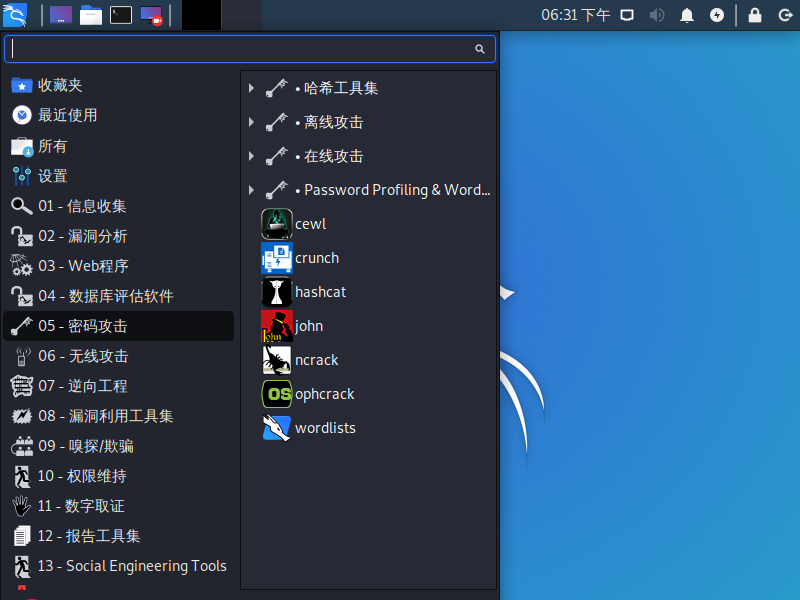 06:31 下午
收藏夹
最近使用
所有
设置
01 - 信息收集
02 - 漏洞分析
03 - Web程序
04 - 数据库评估软件
05 - 密码攻击
06 - 无线攻击
07 - 逆向工程
08 - 漏洞利用工具集
09 - 嗅探/欺骗
10 - 权限维持
11 - 数字取证
12 - 报告工具集
13 - Social Engineering Tools
• 哈希工具集
• 离线攻击
• 在线攻击
• Password Profiling & Word...
cewl
crunch
hashcat
john
ncrack
OS
ophcrack
wordlists